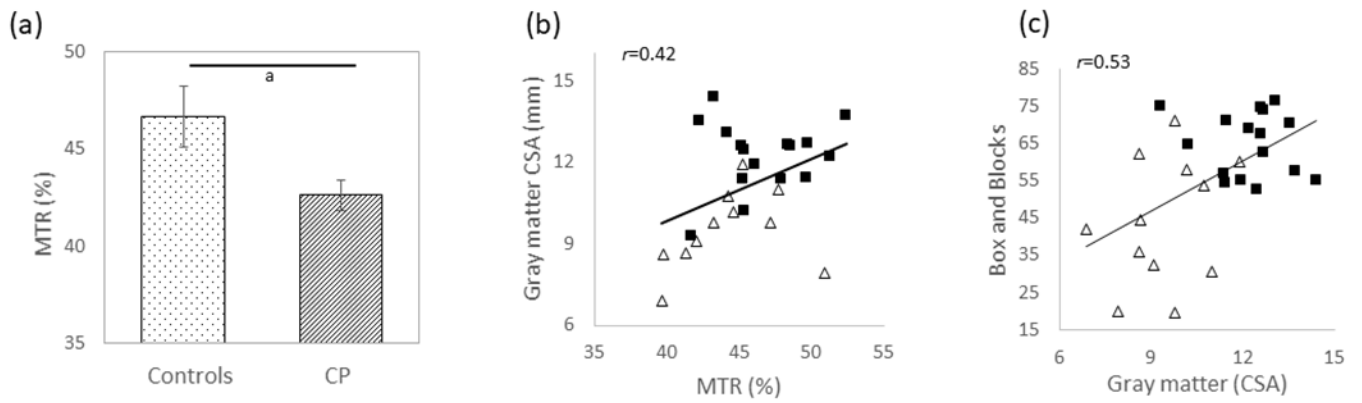 (a)
50
45
40
35
MTR (%)
a
Controls
CP
(b)
r=0.42
15
12
9
6
Gray matter CSA (mm)
35
45
55
MTR (%)
(c)
r=0.53
85
75
65
55
45
35
25
15
Box and Blocks
6
9
12
15
Gray matter (CSA)